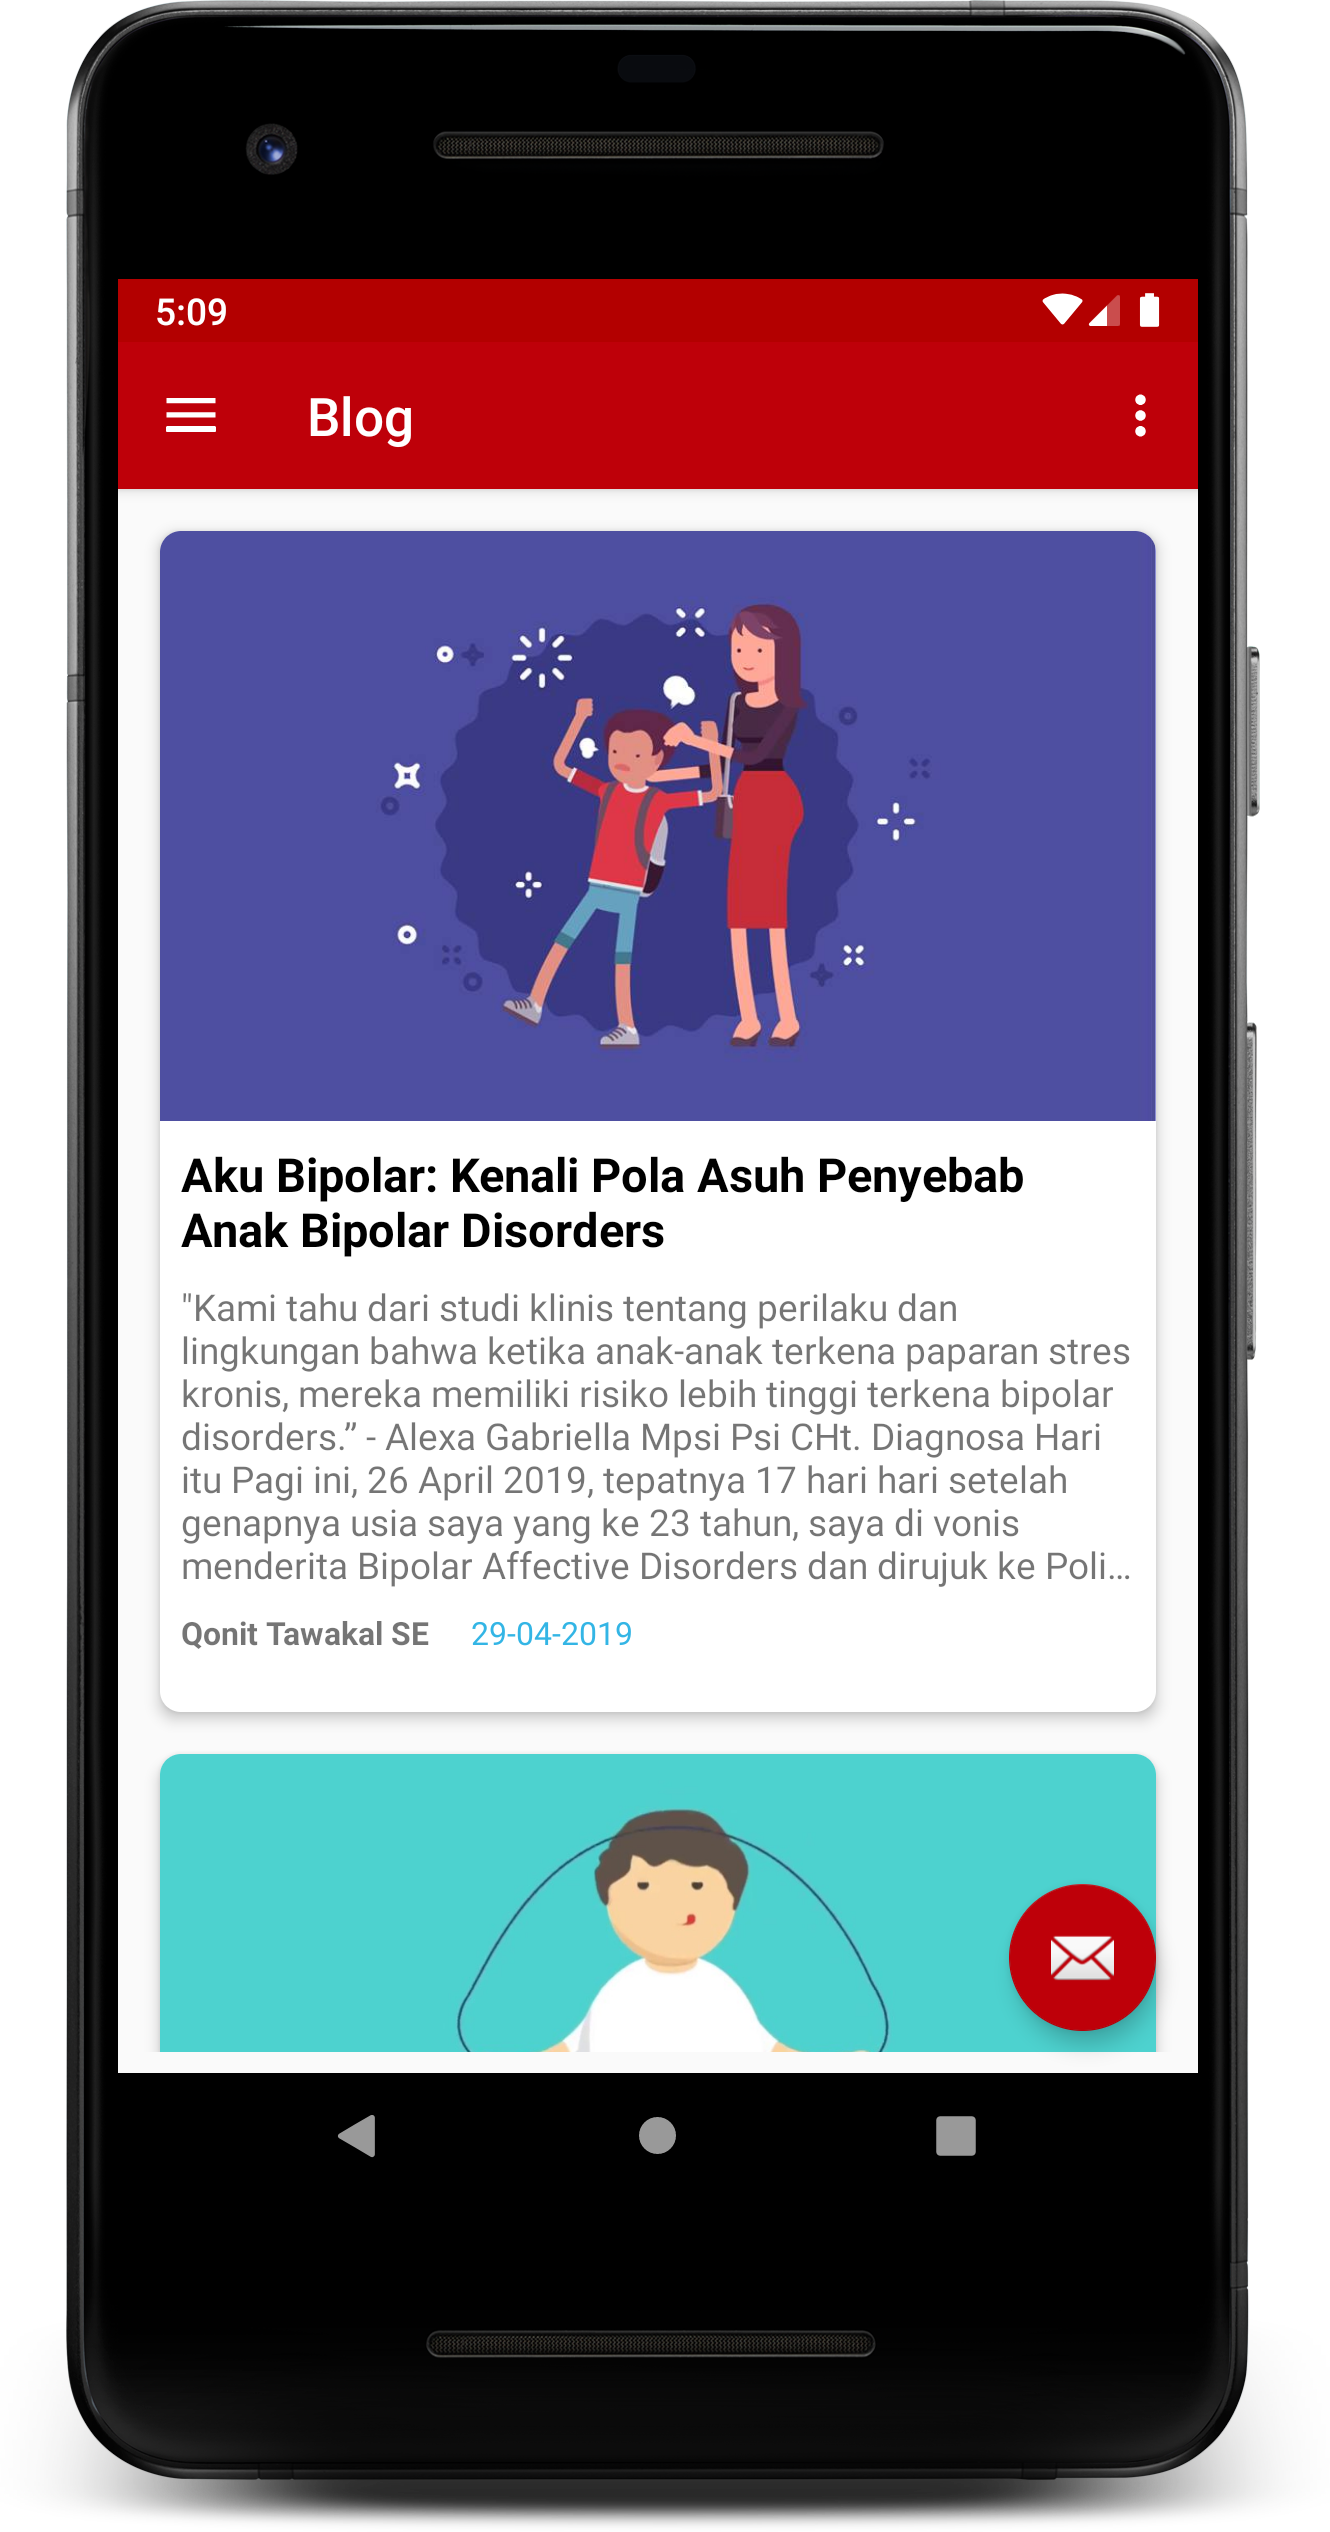 5:09
Blog
Aku Bipolar: Kenali Pola Asuh Penyebab
Anak Bipolar Disorders
"Kami tahu dari studi klinis tentang perilaku dan
lingkungan bahwa ketika anak-anak terkena paparan stres
kronis, mereka memiliki risiko lebih tinggi terkena bipolar
disorders.” - Alexa Gabriella Mpsi Psi CHt. Diagnosa Hari
itu Pagi ini, 26 April 2019, tepatnya 17 hari hari setelah
genapnya usia saya yang ke 23 tahun, saya di vonis
menderita Bipolar Affective Disorders dan dirujuk ke Poli…
Qonit Tawakal SE 29-04-2019